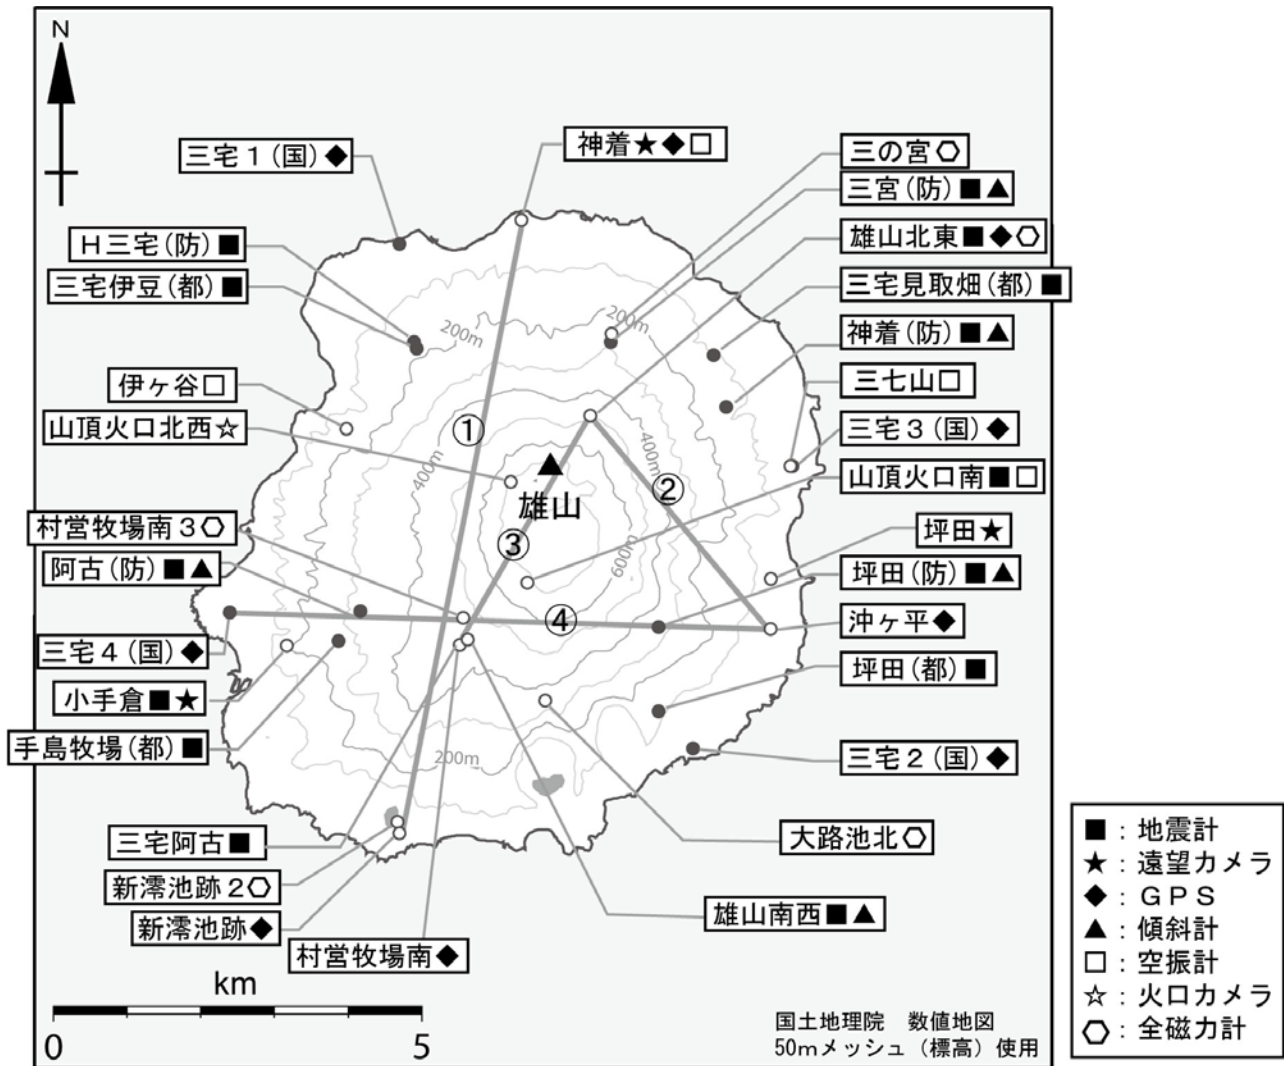 N
三宅1(国)◆
神着★◆□
三の宮⬡
三宮(防)■▲
H三宅(防)■
雄山北東■◆⬡
三宅伊豆(都)■
三宅見取畑(都)■
200m
200m
神着(防)■▲
伊ヶ谷□
三七山□
山頂火口北西☆
①
三宅3(国)◆
400m
400m
山頂火口南■□
②
雄山
村営牧場南3⬡
坪田★
③
600m
阿古(防)■▲
坪田(防)■▲
④
沖ヶ平◆
三宅4(国)◆
坪田(都)■
小手倉■★
手島牧場(都)■
200m
三宅2(国)◆
三宅阿古■
大路池北⬡
新澪池跡2⬡
雄山南西■▲
新澪池跡◆
村営牧場南◆
km
0 5
国土地理院 数値地図
50mメッシュ(標高)使用
■:地震計
★:遠望カメラ
◆:GPS
▲:傾斜計
□:空振計
☆:火口カメラ
⬡:全磁力計